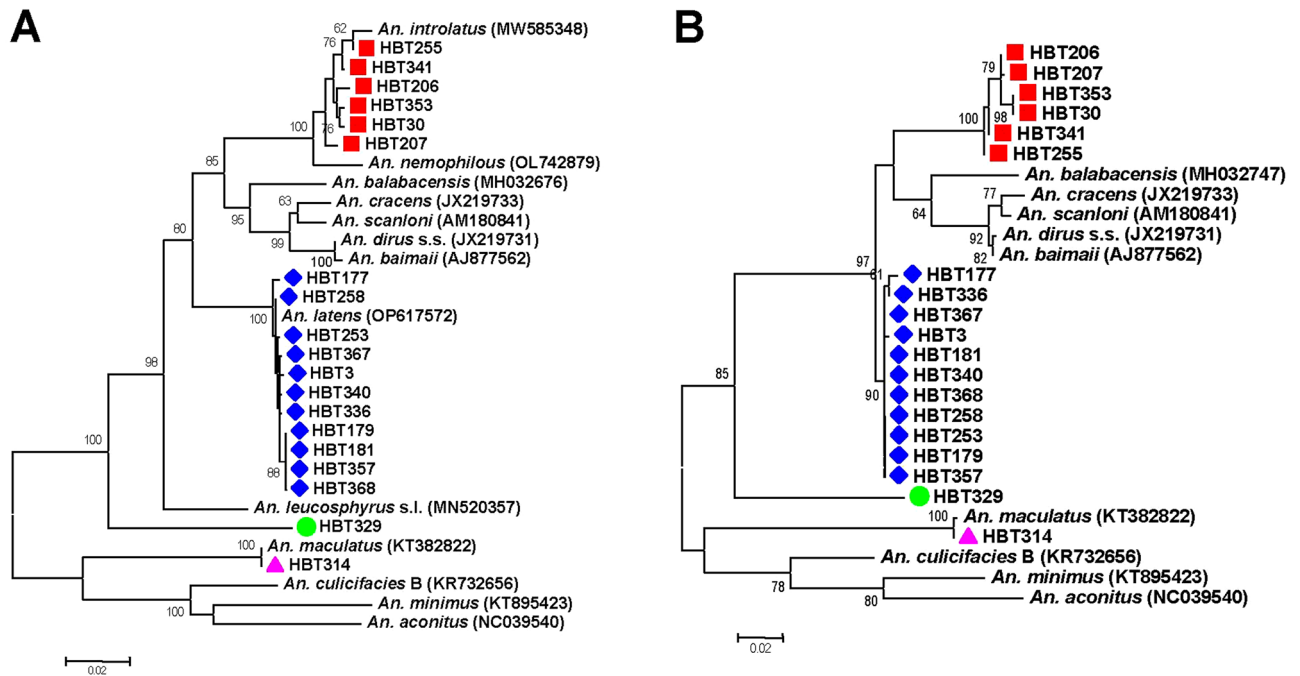 A
62
An. introlatus (MW585348)
76
HBT255
HBT341
HBT206
HBT353
100
76
HBT30
HBT207
85
An. nemophilous (OL742879)
An. balabacensis (MH032676)
63
An. cracens (JX219733)
95
An. scanloni (AM180841)
80
99
An. dirus s.s. (JX219731)
An. baimaii (AJ877562)
100
HBT177
HBT258
100
An. latens (OP617572)
HBT253
HBT367
98
HBT3
HBT340
HBT336
HBT179
100
HBT181
88
HBT357
HBT368
An. leucosphyrus s.l. (MN520357)
HBT329
100
An. maculatus (KT382822)
HBT314
An. culicifacies B (KR732656)
100
An. minimus (KT895423)
An. aconitus (NC039540)
0.02
B
HBT206
79
HBT207
HBT353
100
98
HBT30
HBT341
HBT255
An. balabacensis (MH032747)
77
An. cracens (JX219733)
64
An. scanloni (AM180841)
92
An. dirus s.s. (JX219731)
82
An. baimaii (AJ877562)
97
HBT177
HBT336
HBT367
HBT3
HBT181
85
HBT340
90
HBT368
HBT258
HBT253
HBT179
HBT357
HBT329
100
An. maculatus (KT382822)
HBT314
An. culicifacies B (KR732656)
78
An. minimus (KT895423)
80
An. aconitus (NC039540)
0.02